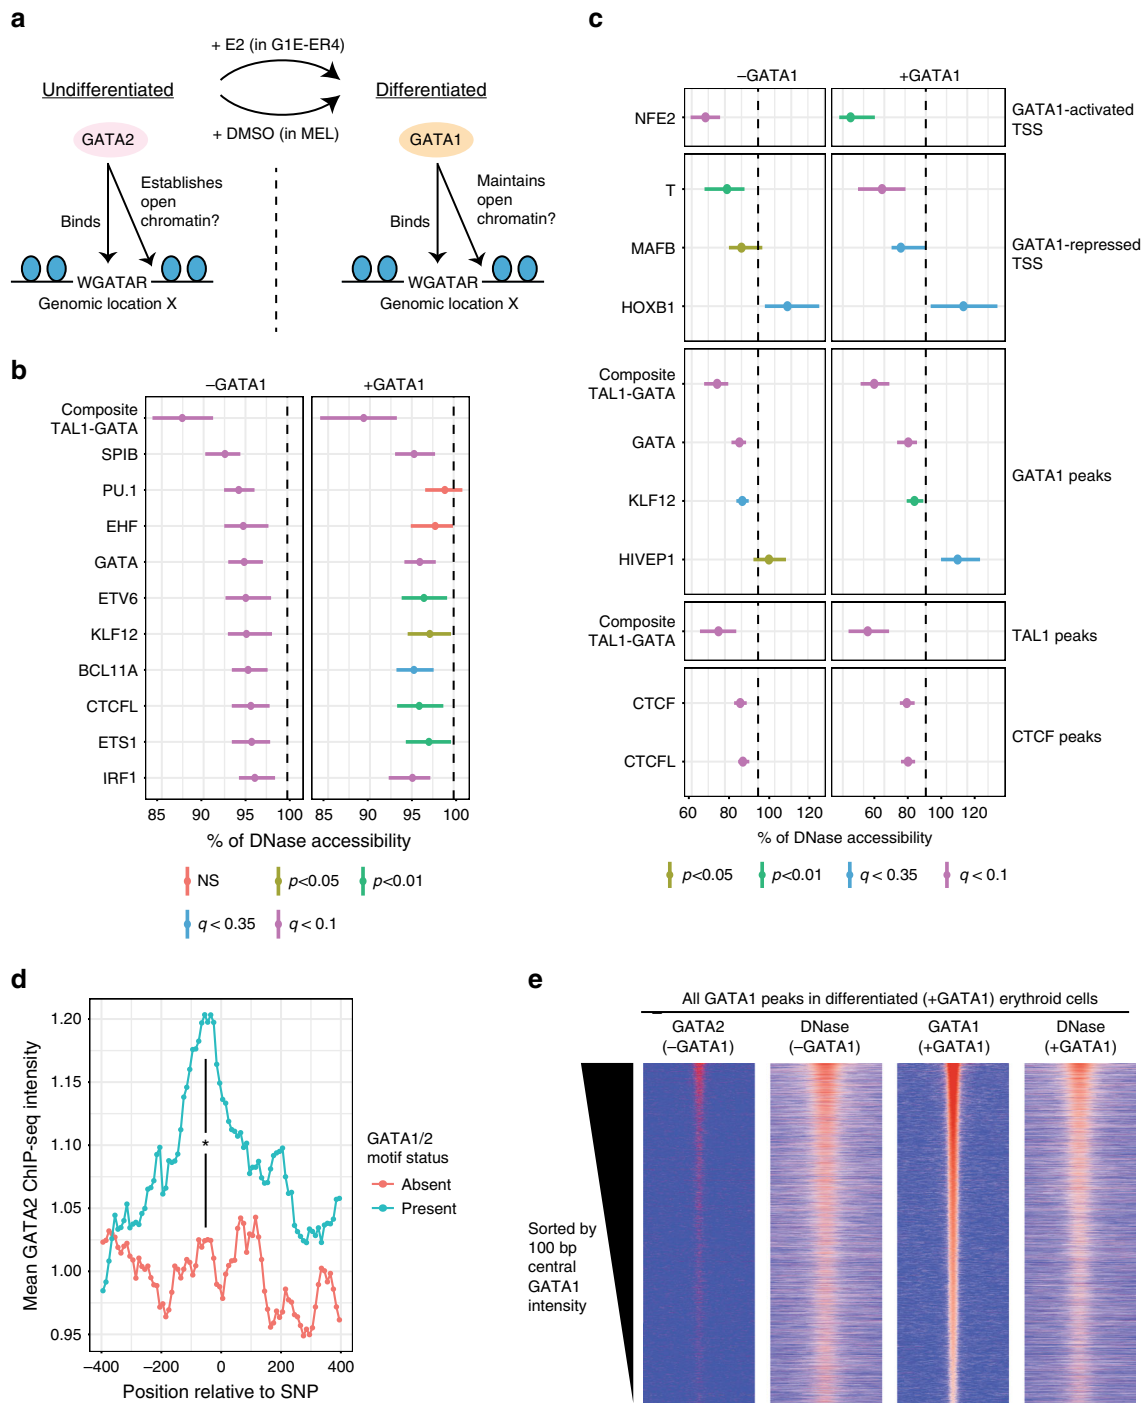 a
+ E2 (in G1E-ER4)
Undifferentiated
Differentiated
+ DMSO (in MEL)
GATA2
GATA1
Binds
Establishes
open
chromatin?
Binds
Maintains
open
chromatin?
WGATAR
WGATAR
Genomic location X
Genomic location X
b
–GATA1
+GATA1
Composite
TAL1-GATA
SPIB
PU.1
EHF
GATA
ETV6
KLF12
BCL11A
CTCFL
ETS1
IRF1
85 90 95 100
85 90 95 100
% of DNase accessibility
NS
p<0.05
p<0.01
q < 0.35
q < 0.1
c
–GATA1
+GATA1
NFE2
GATA1-activated
TSS
T
MAFB
HOXB1
GATA1-repressed
TSS
Composite
TAL1-GATA
GATA
KLF12
HIVEP1
GATA1 peaks
Composite
TAL1-GATA
TAL1 peaks
CTCF
CTCFL
CTCF peaks
60 80 100 120
60 80 100 120
% of DNase accessibility
p<0.05
p<0.01
q < 0.35
q < 0.1
d
Mean GATA2 ChIP-seq intensity
1.20
1.15
1.10
1.05
1.00
0.95
*
–400 –200 0 200 400
Position relative to SNP
GATA1/2
motif status
Absent
Present
e
All GATA1 peaks in differentiated (+GATA1) erythroid cells
GATA2
(–GATA1)
DNase
(–GATA1)
GATA1
(+GATA1)
DNase
(+GATA1)
Sorted by
100 bp
central
GATA1
intensity